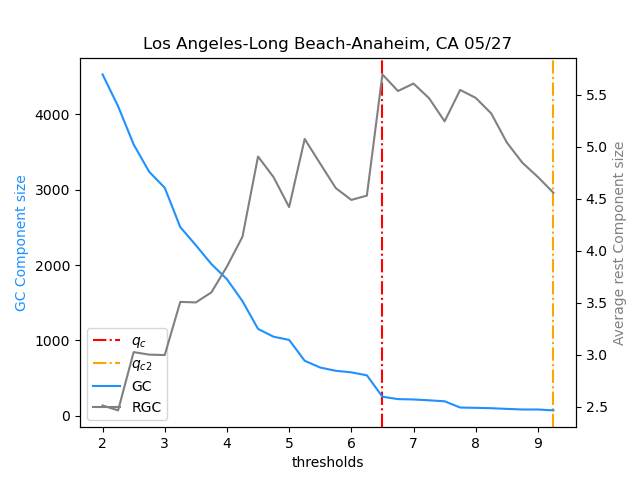 Los Angeles-Long Beach-Anaheim, CA 05/27
GC Component size
4000
3000
2000
1000
0
5.5
5.0
4.5
4.0
3.5
3.0
2.5
Average rest Component size
q_c
q_c2
GC
RGC
2 3 4 5 6 7 8 9
thresholds